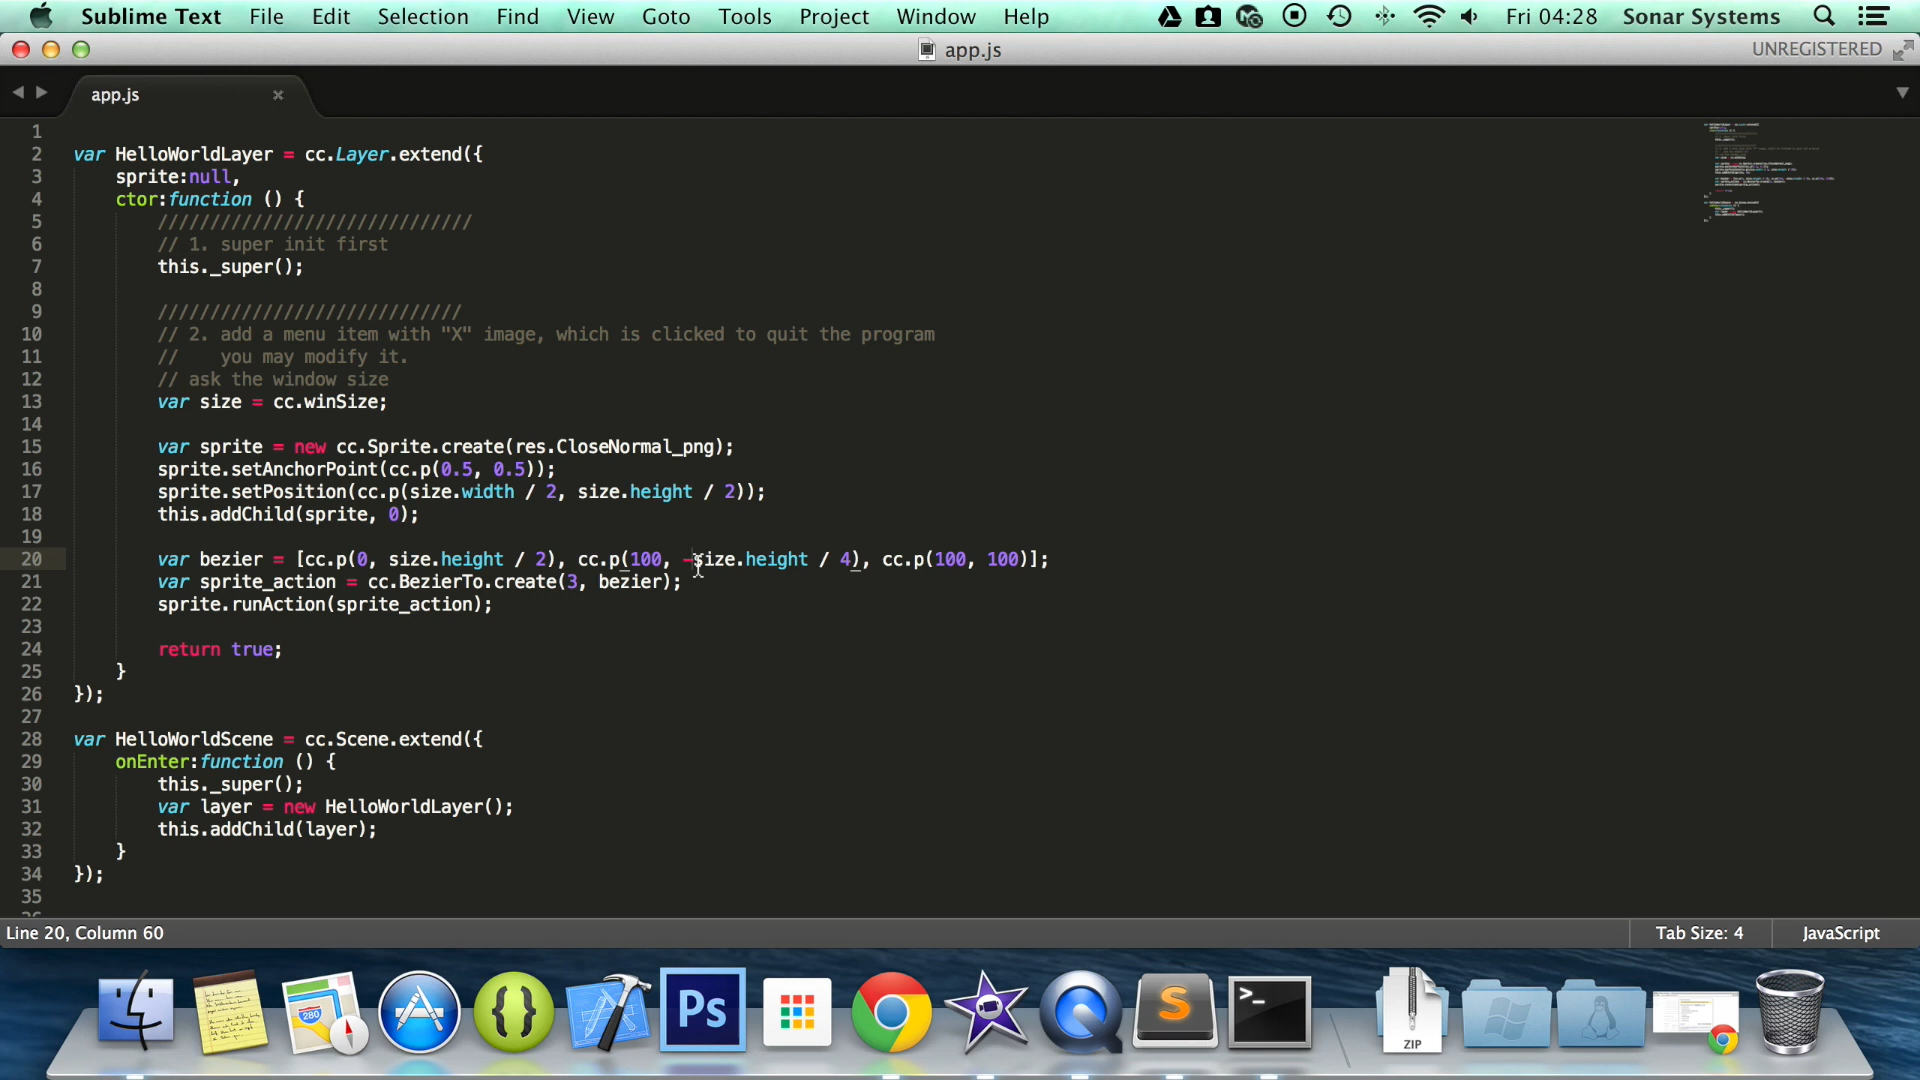 Sublime Text File Edit Selection Find View Goto Tools Project Window Help Fri 04:28 Sonar Systems
app.js UNREGISTERED
app.js ×
1
2 var HelloWorldLayer = cc.Layer.extend({
3 sprite:null,
4 ctor:function () {
5 //////////////////////////////
6 // 1. super init first
7 this._super();
8
9 /////////////////////////////
10 // 2. add a menu item with "X" image, which is clicked to quit the program
11 //    you may modify it.
12 // ask the window size
13 var size = cc.winSize;
14
15 var sprite = new cc.Sprite.create(res.CloseNormal_png);
16 sprite.setAnchorPoint(cc.p(0.5, 0.5));
17 sprite.setPosition(cc.p(size.width / 2, size.height / 2));
18 this.addChild(sprite, 0);
19
20 var bezier = [cc.p(0, size.height / 2), cc.p(100, -size.height / 4), cc.p(100, 100)];
21 var sprite_action = cc.BezierTo.create(3, bezier);
22 sprite.runAction(sprite_action);
23
24 return true;
25 }
26 });
27
28 var HelloWorldScene = cc.Scene.extend({
29 onEnter:function () {
30 this._super();
31 var layer = new HelloWorldLayer();
32 this.addChild(layer);
33 }
34 });
35
Line 20, Column 60 Tab Size: 4 JavaScript
280 {} Ps S >_ ZIP